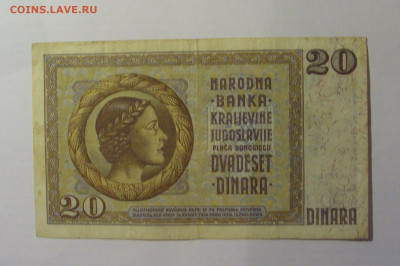 COINS.LAVE.RU
20
NARODNA
BANKA
KRALJEVINE
JUGOSLAVIJE
PLAĆA DONOSIOCU
DVADESET
DINARA
20
DINARA